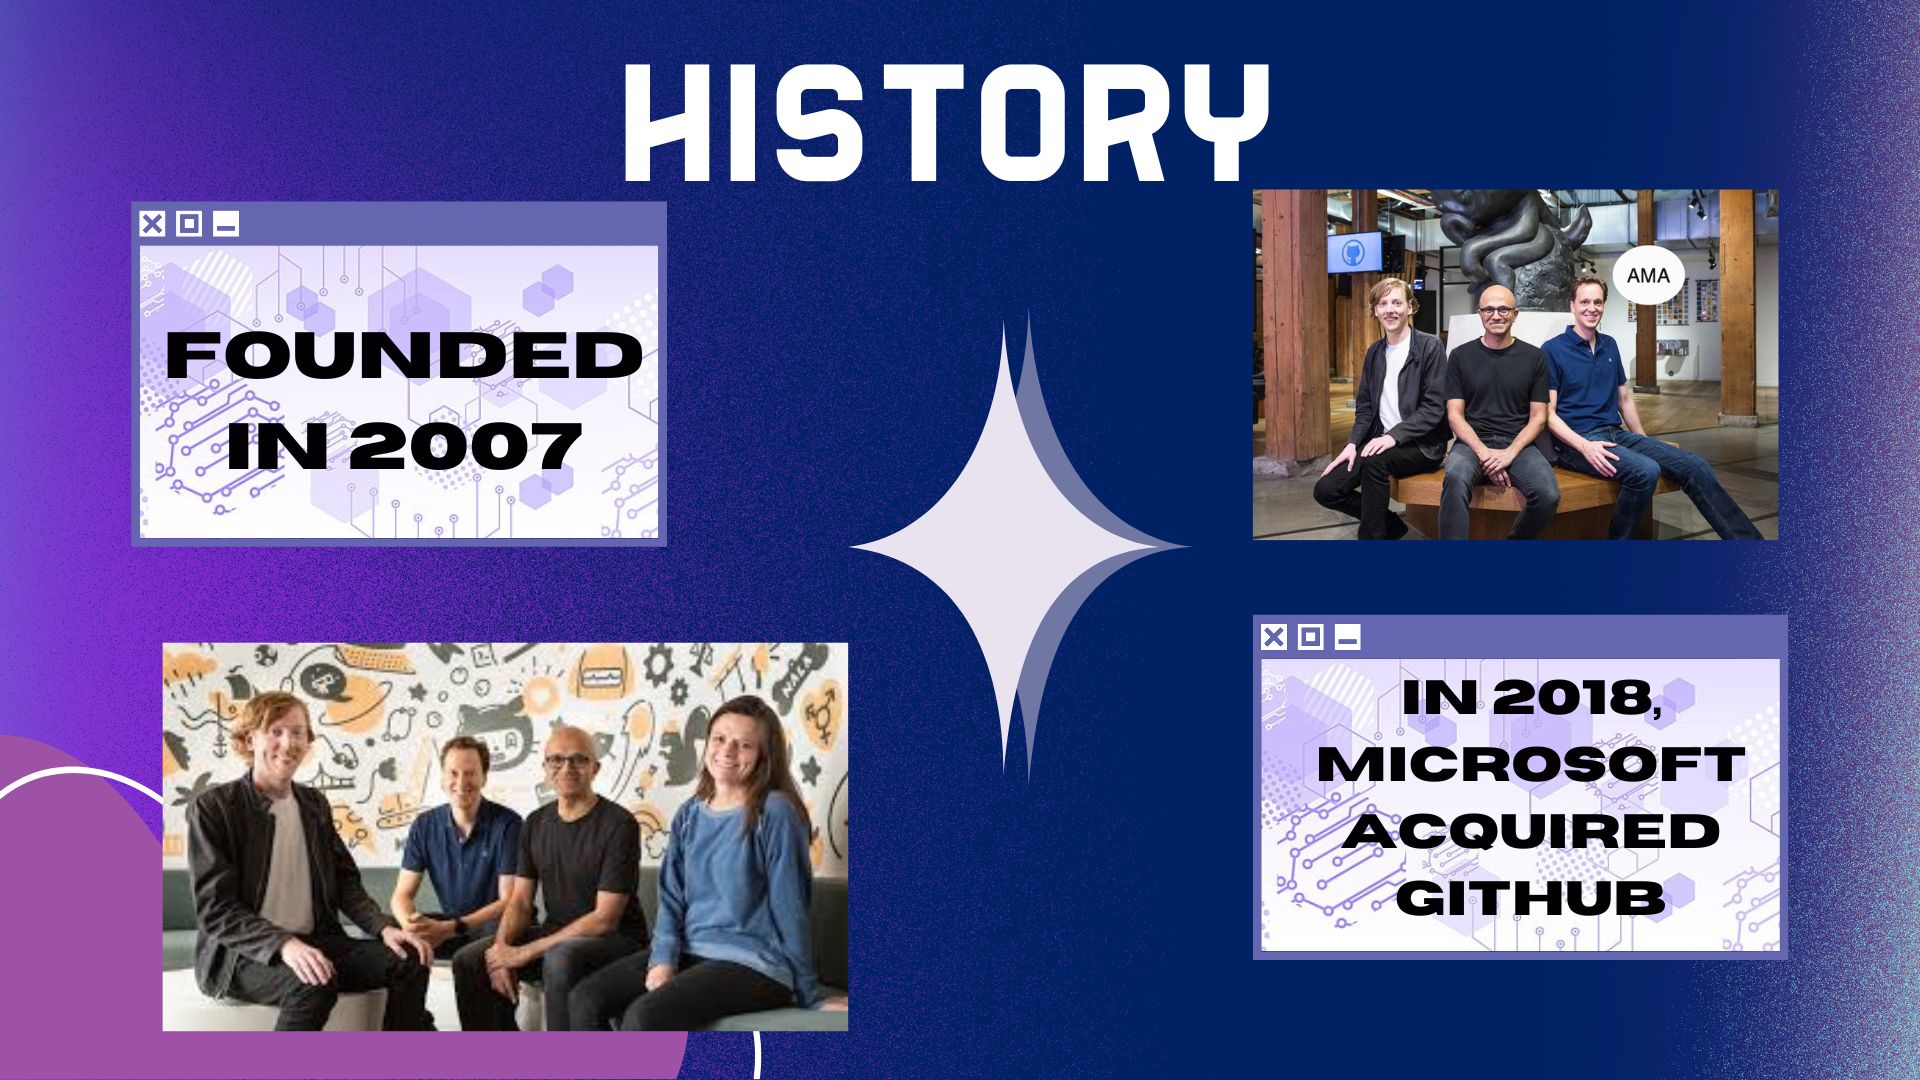 HISTORY
FOUNDED
IN 2007
AMA
IN 2018,
MICROSOFT
ACQUIRED
GITHUB